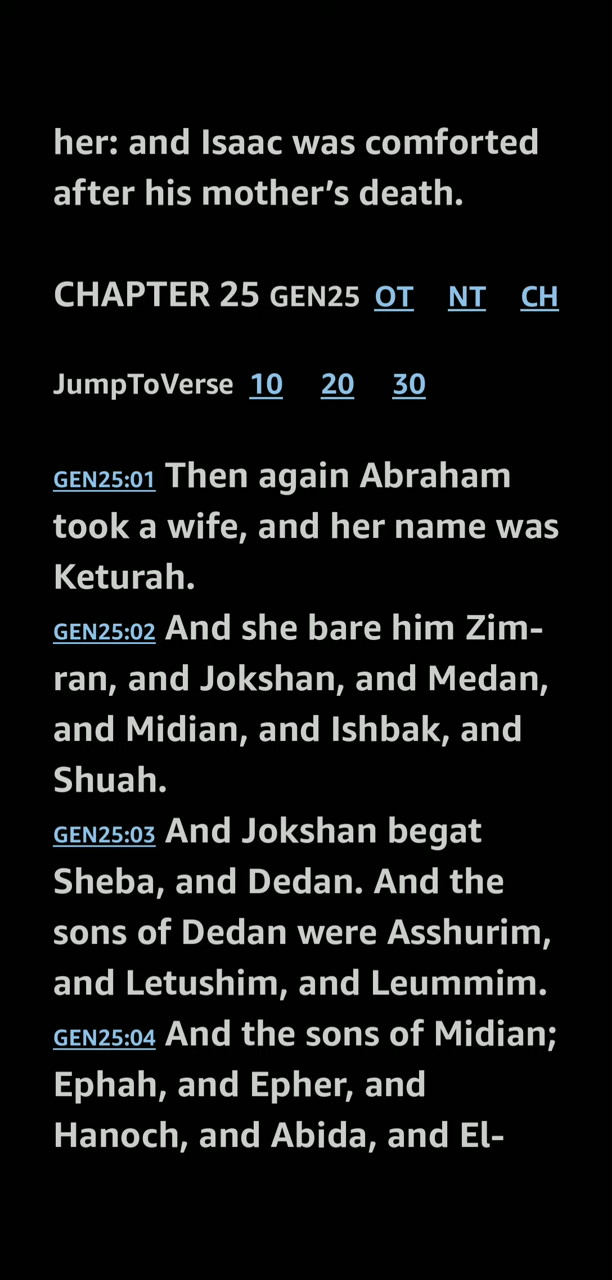 her: and Isaac was comforted
after his mother’s death.
CHAPTER 25 GEN25 OT NT CH
JumpToVerse 10 20 30
GEN25:01 Then again Abraham
took a wife, and her name was
Keturah.
GEN25:02 And she bare him Zim-
ran, and Jokshan, and Medan,
and Midian, and Ishbak, and
Shuah.
GEN25:03 And Jokshan begat
Sheba, and Dedan. And the
sons of Dedan were Asshurim,
and Letushim, and Leummim.
GEN25:04 And the sons of Midian;
Ephah, and Epher, and
Hanoch, and Abida, and El-